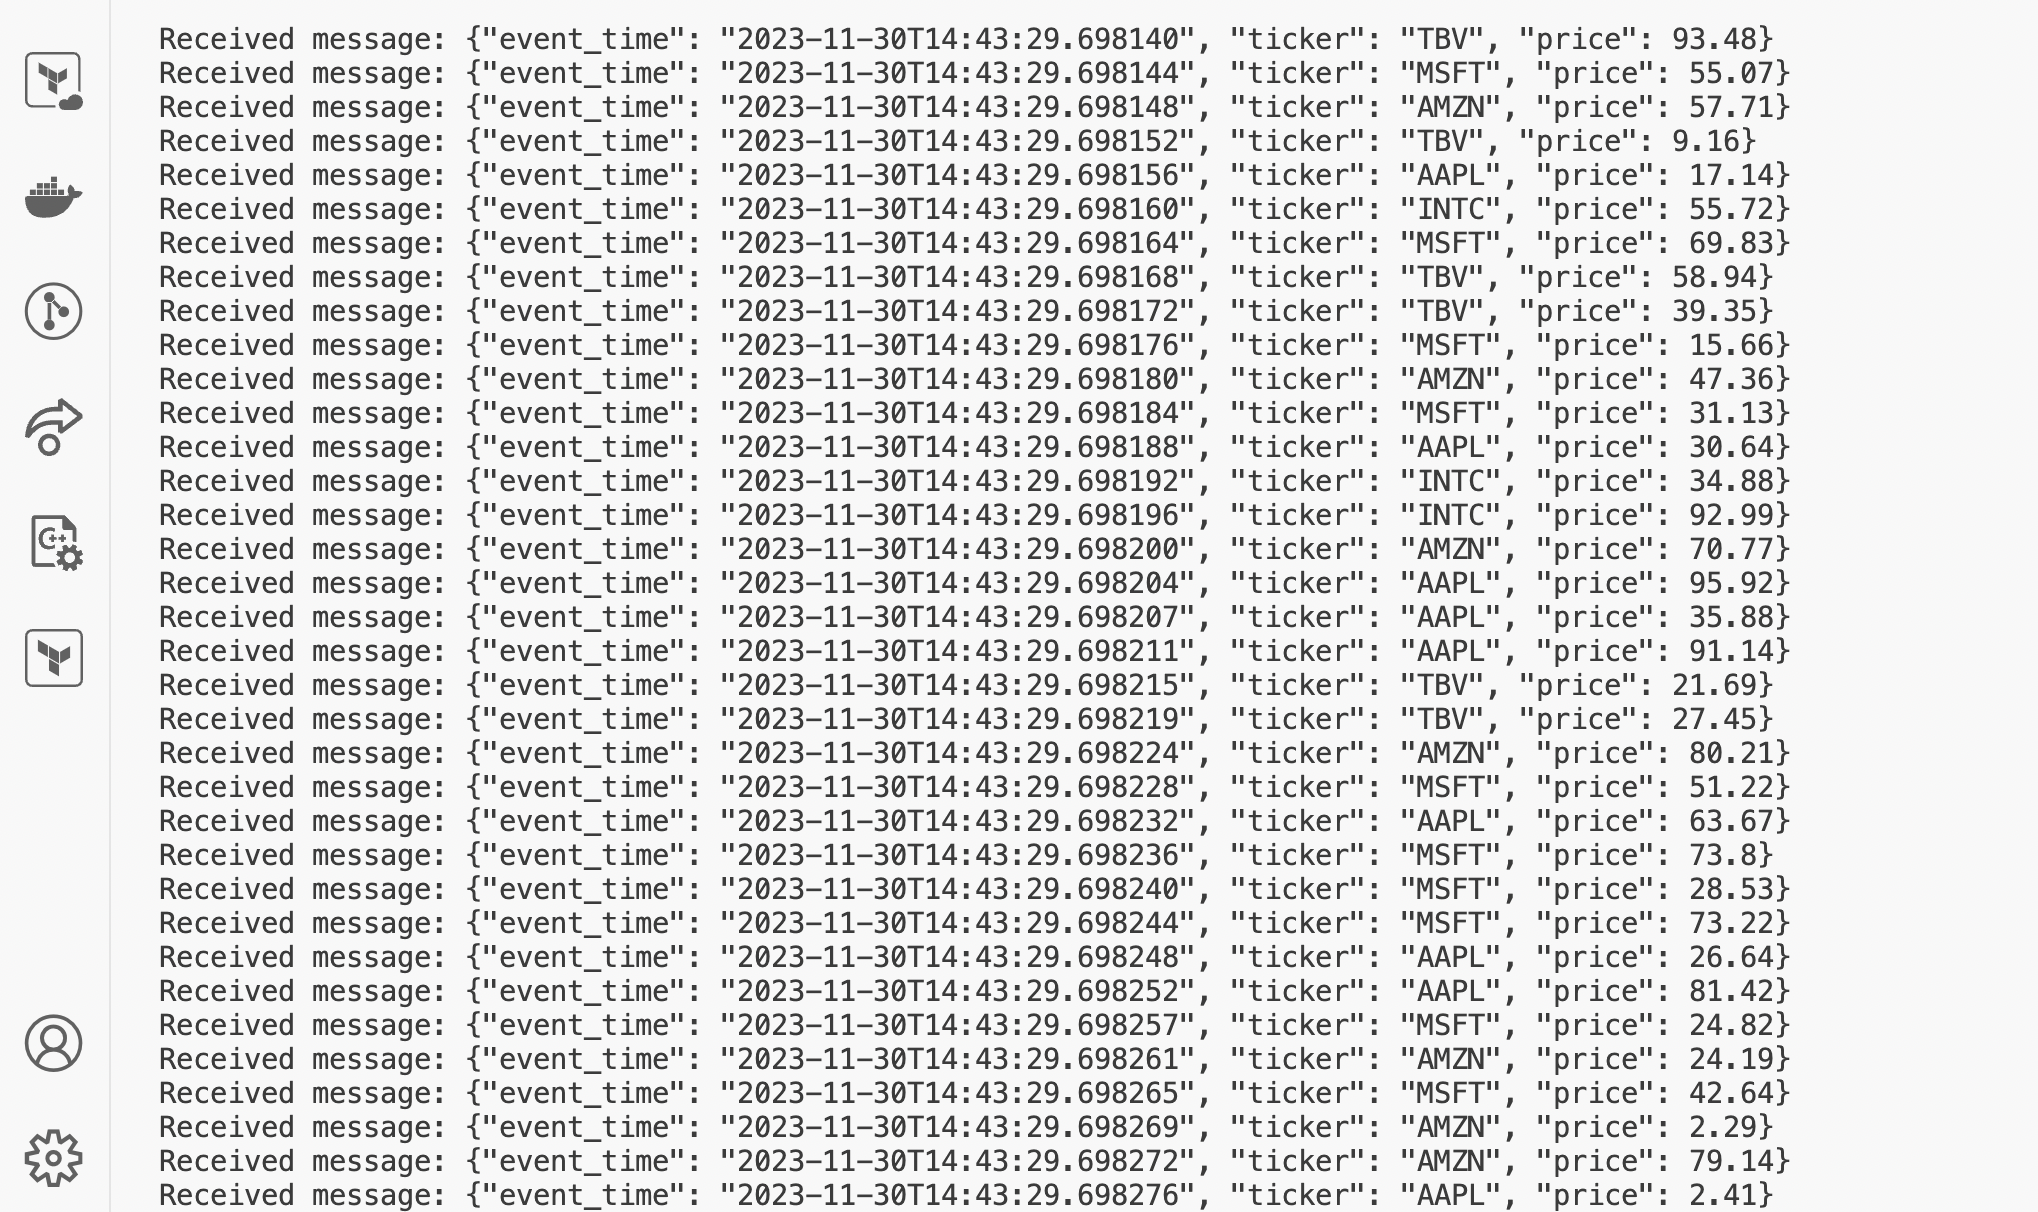 Received message: {"event_time": "2023-11-30T14:43:29.698140", "ticker": "TBV", "price": 93.48}
Received message: {"event_time": "2023-11-30T14:43:29.698144", "ticker": "MSFT", "price": 55.07}
Received message: {"event_time": "2023-11-30T14:43:29.698148", "ticker": "AMZN", "price": 57.71}
Received message: {"event_time": "2023-11-30T14:43:29.698152", "ticker": "TBV", "price": 9.16}
Received message: {"event_time": "2023-11-30T14:43:29.698156", "ticker": "AAPL", "price": 17.14}
Received message: {"event_time": "2023-11-30T14:43:29.698160", "ticker": "INTC", "price": 55.72}
Received message: {"event_time": "2023-11-30T14:43:29.698164", "ticker": "MSFT", "price": 69.83}
Received message: {"event_time": "2023-11-30T14:43:29.698168", "ticker": "TBV", "price": 58.94}
Received message: {"event_time": "2023-11-30T14:43:29.698172", "ticker": "TBV", "price": 39.35}
Received message: {"event_time": "2023-11-30T14:43:29.698176", "ticker": "MSFT", "price": 15.66}
Received message: {"event_time": "2023-11-30T14:43:29.698180", "ticker": "AMZN", "price": 47.36}
Received message: {"event_time": "2023-11-30T14:43:29.698184", "ticker": "MSFT", "price": 31.13}
Received message: {"event_time": "2023-11-30T14:43:29.698188", "ticker": "AAPL", "price": 30.64}
Received message: {"event_time": "2023-11-30T14:43:29.698192", "ticker": "INTC", "price": 34.88}
Received message: {"event_time": "2023-11-30T14:43:29.698196", "ticker": "INTC", "price": 92.99}
Received message: {"event_time": "2023-11-30T14:43:29.698200", "ticker": "AMZN", "price": 70.77}
Received message: {"event_time": "2023-11-30T14:43:29.698204", "ticker": "AAPL", "price": 95.92}
Received message: {"event_time": "2023-11-30T14:43:29.698207", "ticker": "AAPL", "price": 35.88}
Received message: {"event_time": "2023-11-30T14:43:29.698211", "ticker": "AAPL", "price": 91.14}
Received message: {"event_time": "2023-11-30T14:43:29.698215", "ticker": "TBV", "price": 21.69}
Received message: {"event_time": "2023-11-30T14:43:29.698219", "ticker": "TBV", "price": 27.45}
Received message: {"event_time": "2023-11-30T14:43:29.698224", "ticker": "AMZN", "price": 80.21}
Received message: {"event_time": "2023-11-30T14:43:29.698228", "ticker": "MSFT", "price": 51.22}
Received message: {"event_time": "2023-11-30T14:43:29.698232", "ticker": "AAPL", "price": 63.67}
Received message: {"event_time": "2023-11-30T14:43:29.698236", "ticker": "MSFT", "price": 73.8}
Received message: {"event_time": "2023-11-30T14:43:29.698240", "ticker": "MSFT", "price": 28.53}
Received message: {"event_time": "2023-11-30T14:43:29.698244", "ticker": "MSFT", "price": 73.22}
Received message: {"event_time": "2023-11-30T14:43:29.698248", "ticker": "AAPL", "price": 26.64}
Received message: {"event_time": "2023-11-30T14:43:29.698252", "ticker": "AAPL", "price": 81.42}
Received message: {"event_time": "2023-11-30T14:43:29.698257", "ticker": "MSFT", "price": 24.82}
Received message: {"event_time": "2023-11-30T14:43:29.698261", "ticker": "AMZN", "price": 24.19}
Received message: {"event_time": "2023-11-30T14:43:29.698265", "ticker": "MSFT", "price": 42.64}
Received message: {"event_time": "2023-11-30T14:43:29.698269", "ticker": "AMZN", "price": 2.29}
Received message: {"event_time": "2023-11-30T14:43:29.698272", "ticker": "AMZN", "price": 79.14}
Received message: {"event_time": "2023-11-30T14:43:29.698276", "ticker": "AAPL", "price": 2.41}
C++